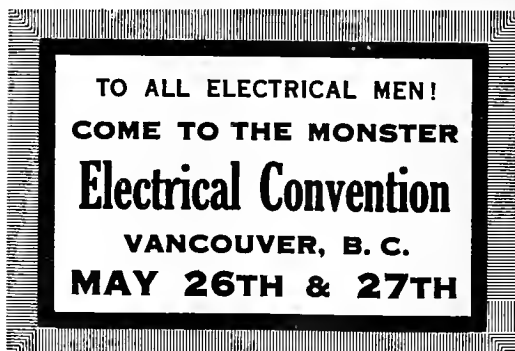 TO ALL ELECTRICAL MEN!
COME TO THE MONSTER
Electrical Convention
VANCOUVER, B. C.
MAY 26TH & 27TH